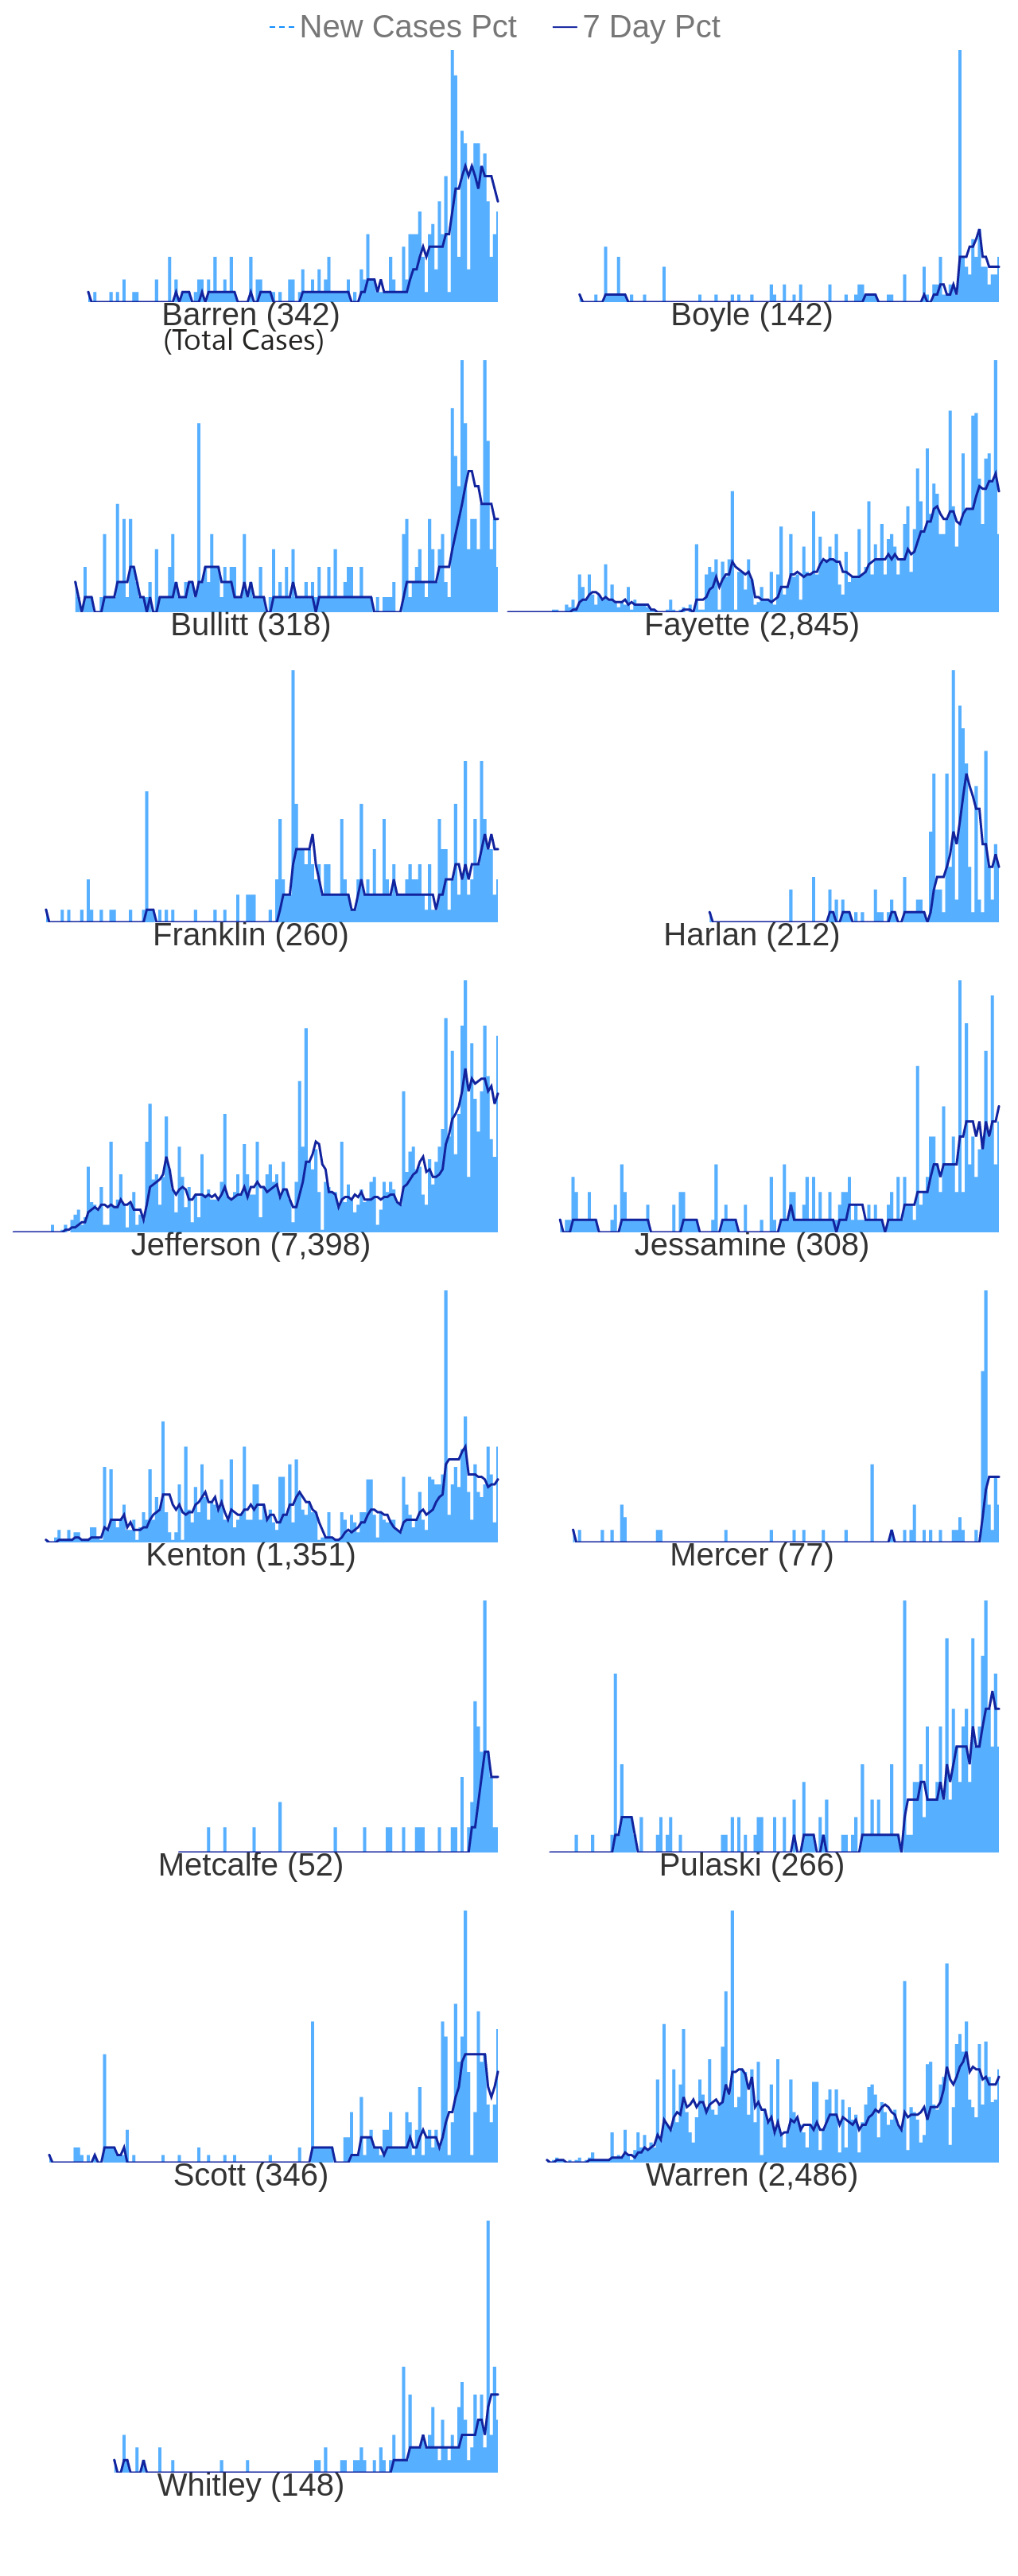 New Cases Pct 7 Day Pct
Barren (342) Boyle (142)
(Total Cases)
Bullitt (318) Fayette (2,845)
Franklin (260) Harlan (212)
Jefferson (7,398) Jessamine (308)
Kenton (1,351) Mercer (77)
Metcalfe (52) Pulaski (266)
Scott (346) Warren (2,486)
Whitley (148)